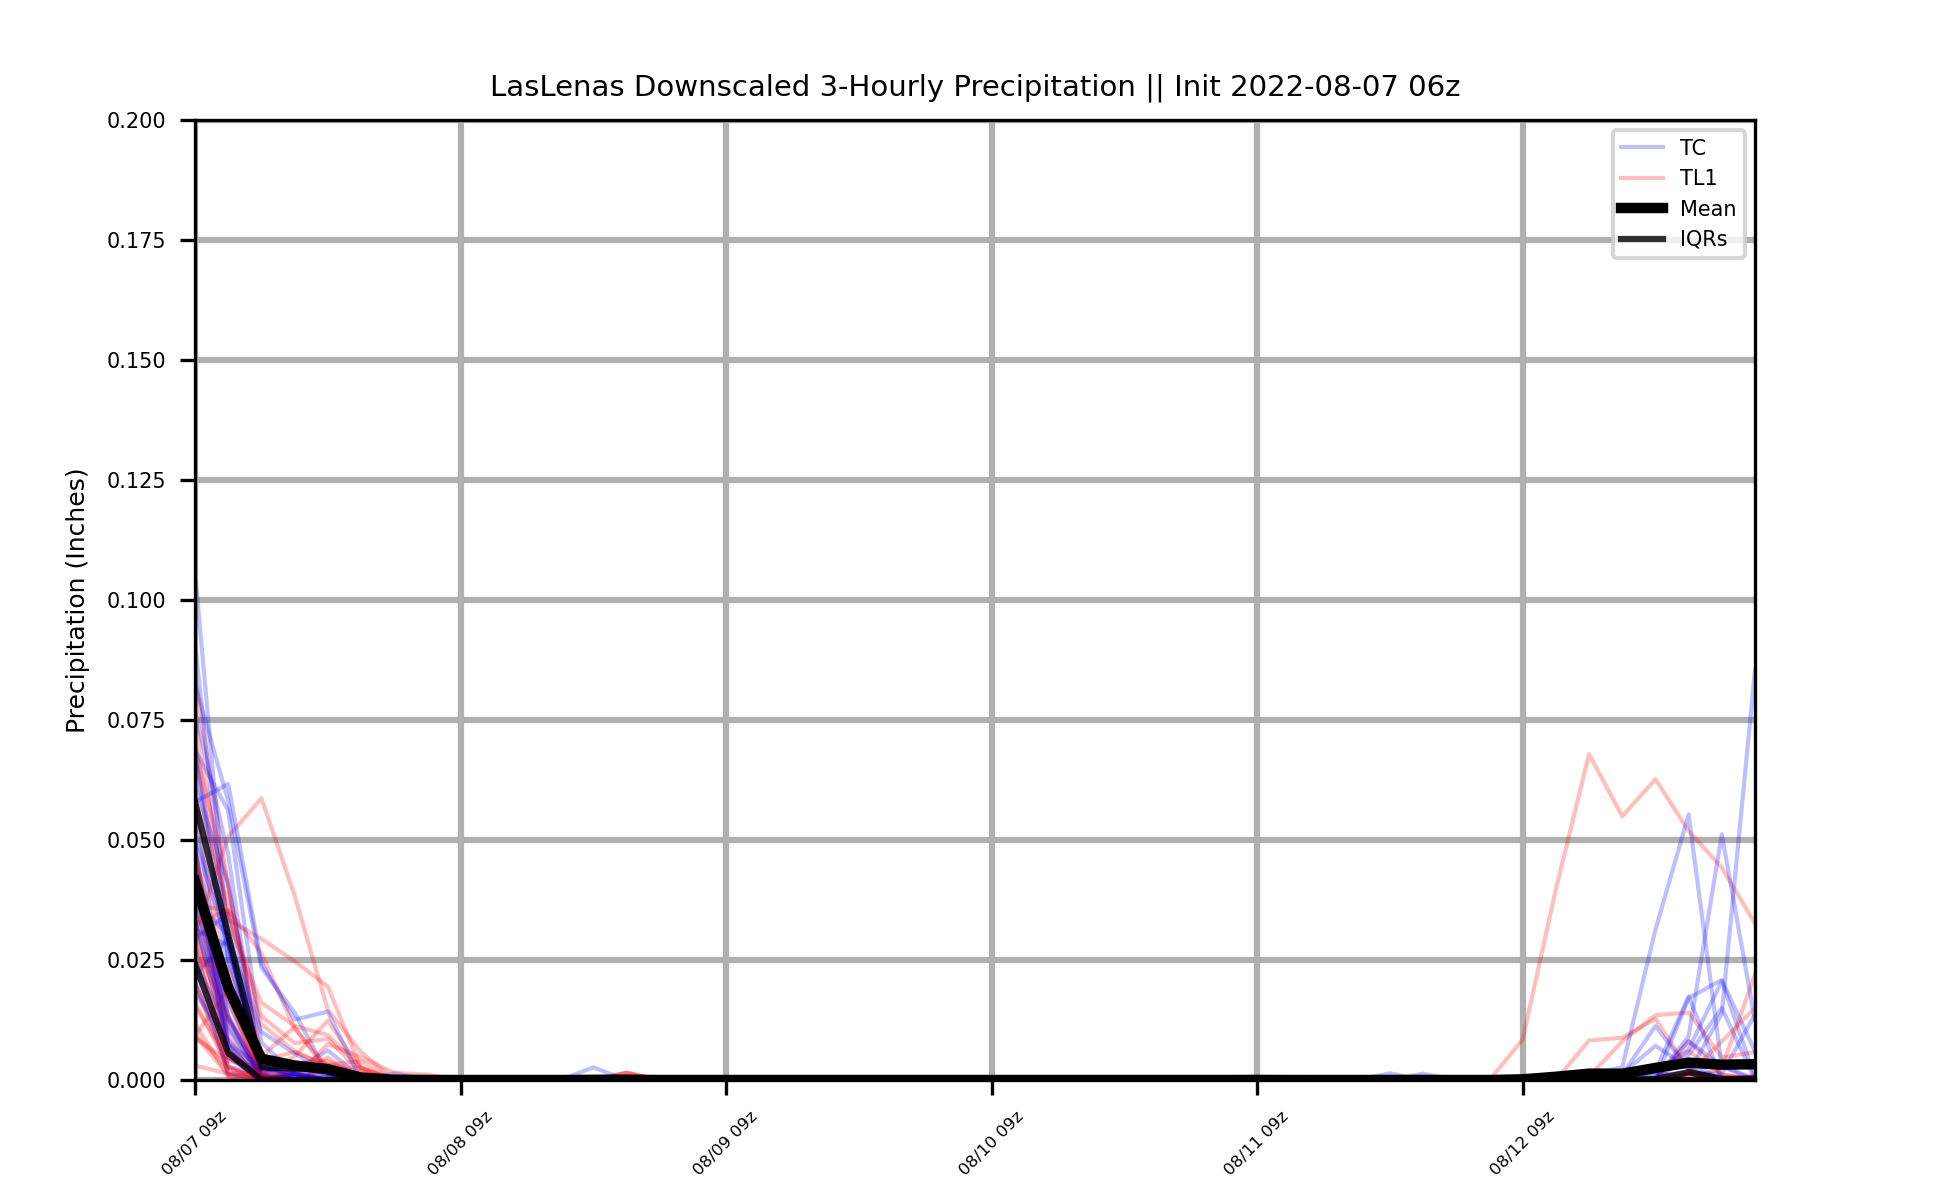 LasLenas Downscaled 3-Hourly Precipitation || Init 2022-08-07 06z
Precipitation (Inches)
0.200
0.175
0.150
0.125
0.100
0.075
0.050
0.025
0.000
TC
TL1
Mean
IQRs
08/07 09z
08/08 09z
08/09 09z
08/10 09z
08/11 09z
08/12 09z